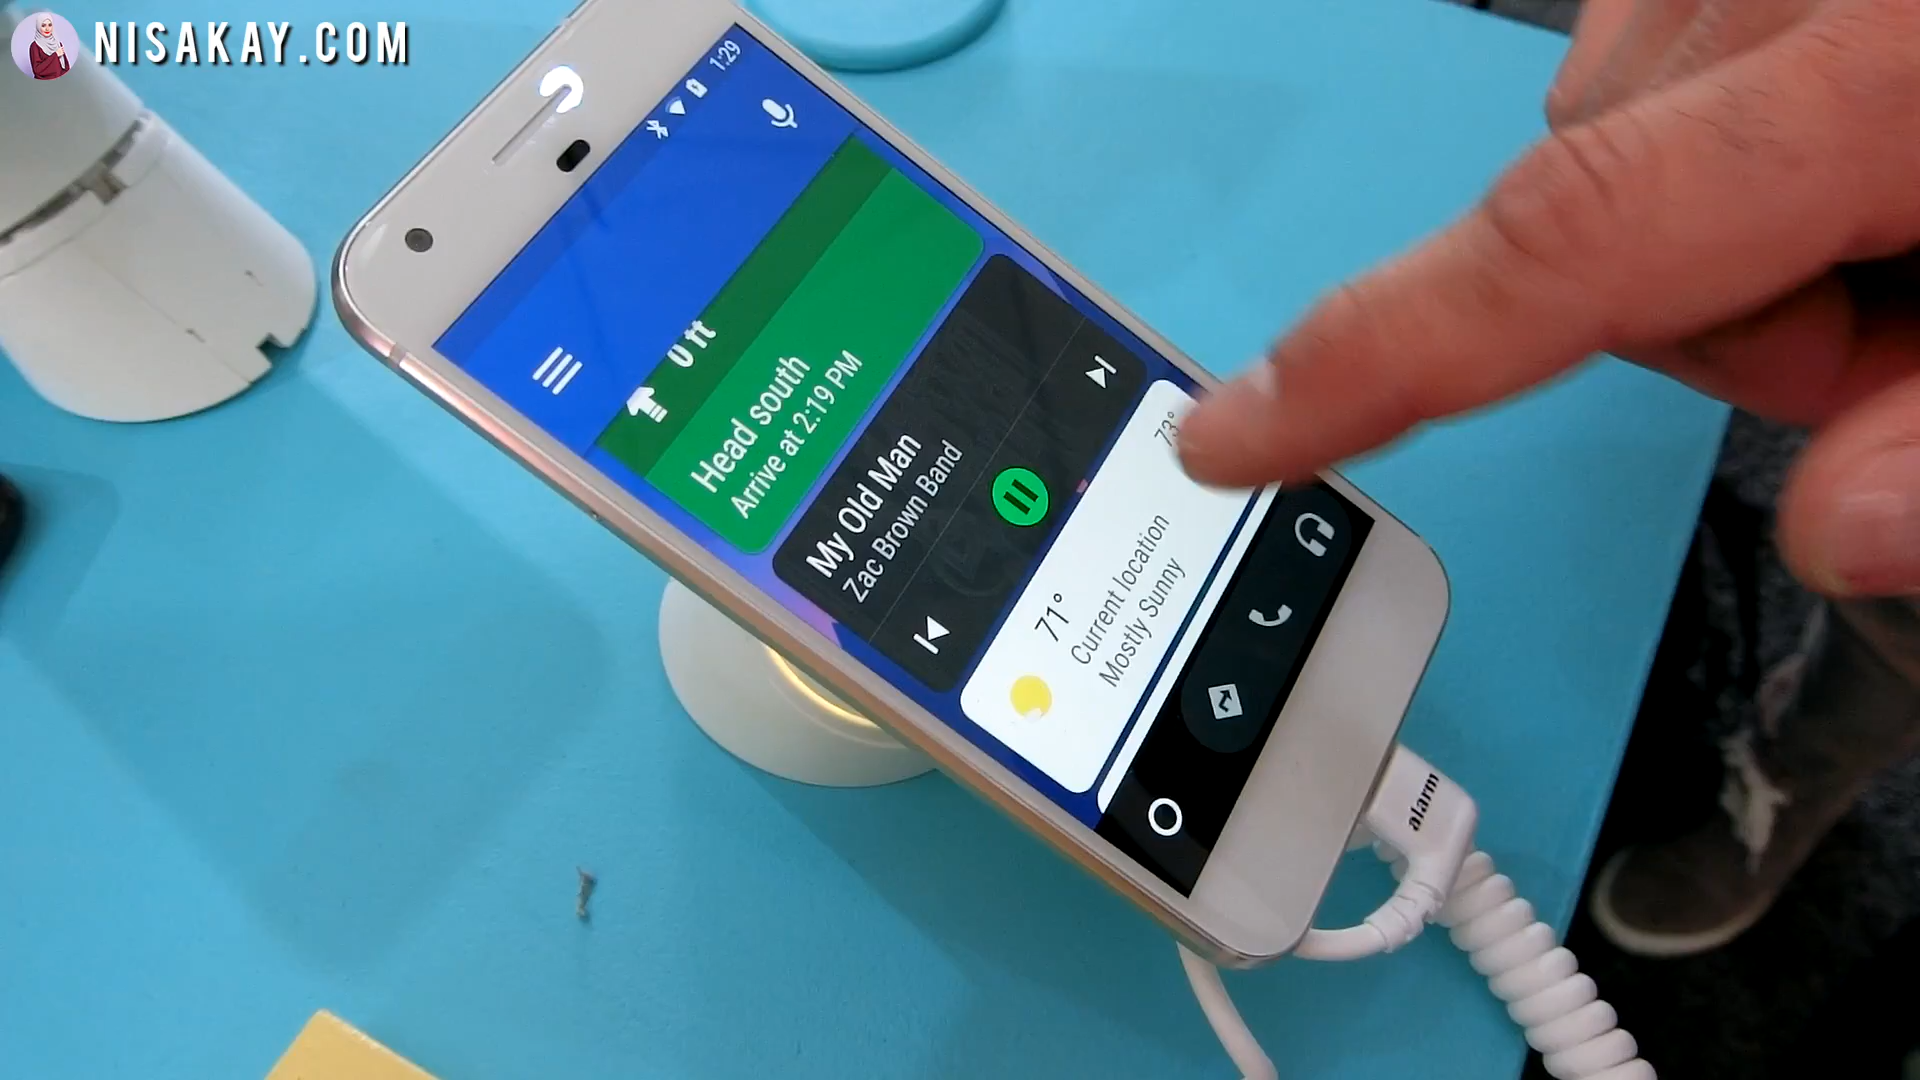 NISAKAY.COM
1:29
0 ft
Head south
Arrive at 2:19 PM
My Old Man
Zac Brown Band
71°
73°
Current location
Mostly Sunny
alarm